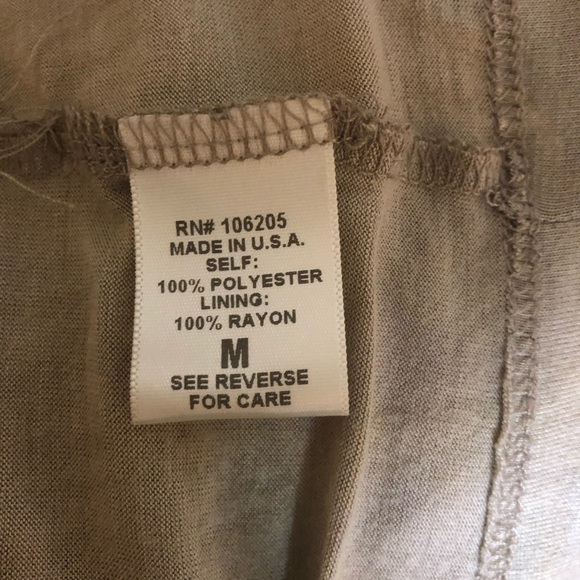 RN# 106205
MADE IN U.S.A.
SELF:
100% POLYESTER
LINING:
100% RAYON
M
SEE REVERSE
FOR CARE